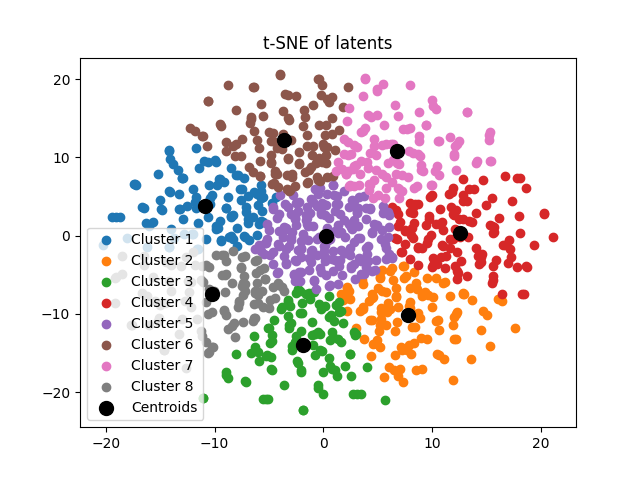 t-SNE of latents
20
10
0
−10
−20
Cluster 1
Cluster 2
Cluster 3
Cluster 4
Cluster 5
Cluster 6
Cluster 7
Cluster 8
Centroids
−20 −10 0 10 20